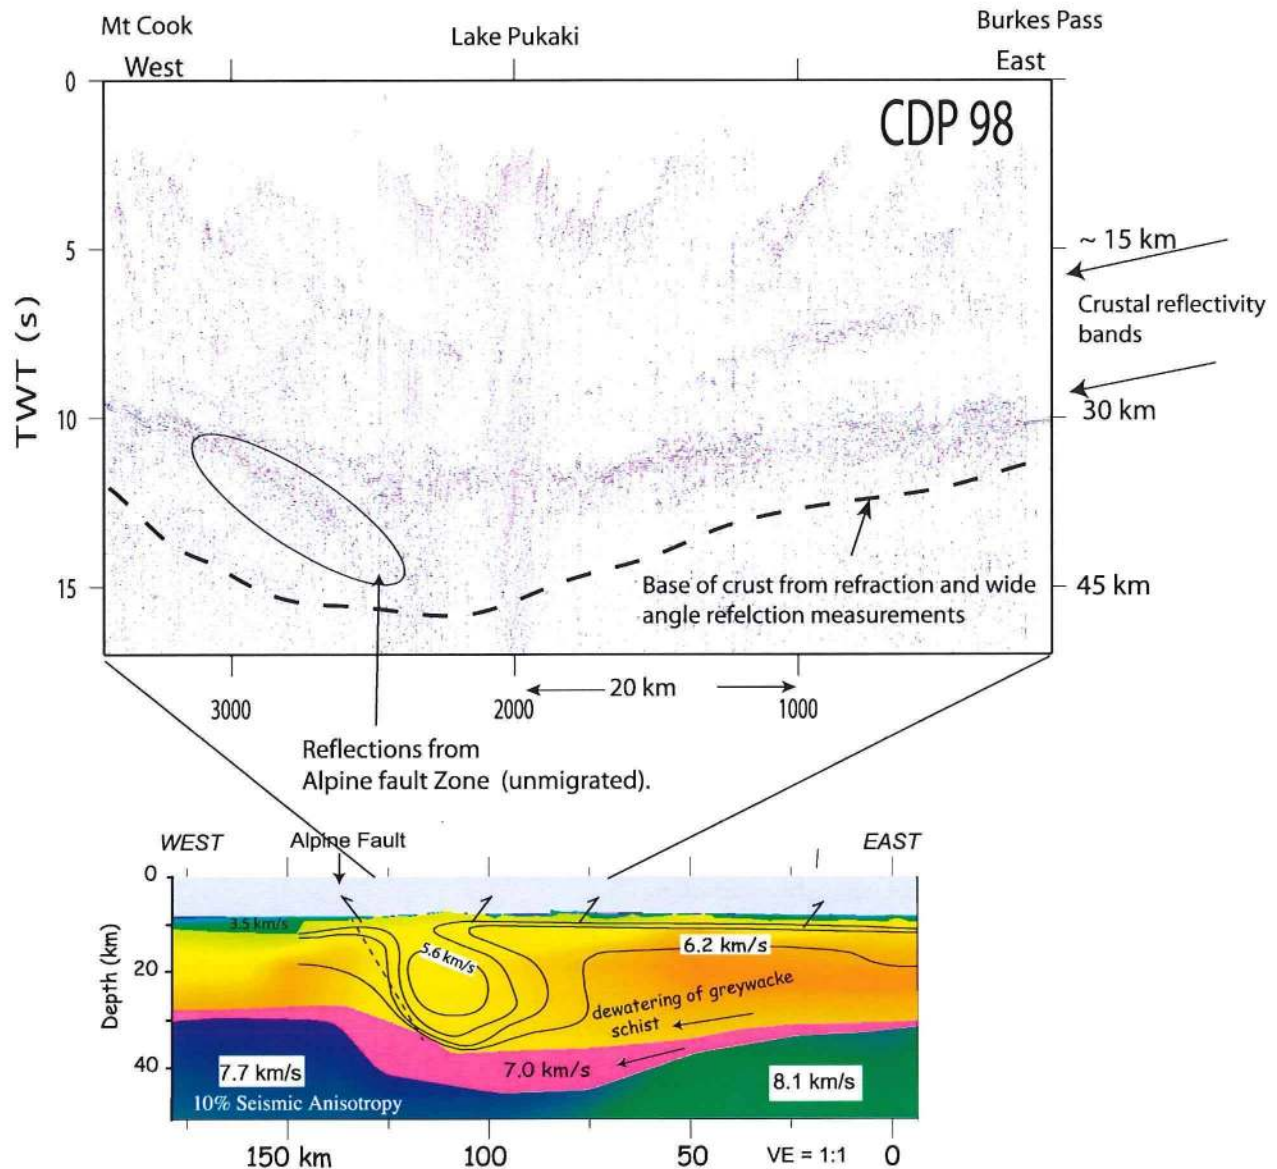 Mt Cook
Lake Pukaki
Burkes Pass
West
East
CDP 98
0
5
10
15
TWT (s)
~ 15 km
Crustal reflectivity
bands
30 km
45 km
Base of crust from refraction and wide
angle refelction measurements
20 km
3000
2000
1000
Reflections from
Alpine fault Zone (unmigrated).
WEST
Alpine Fault
EAST
0
20
40
Depth (km)
3.5 km/s
5.6 km/s
6.2 km/s
dewatering of greywacke
schist
7.0 km/s
7.7 km/s
8.1 km/s
10% Seismic Anisotropy
150 km
100
50
VE = 1:1
0